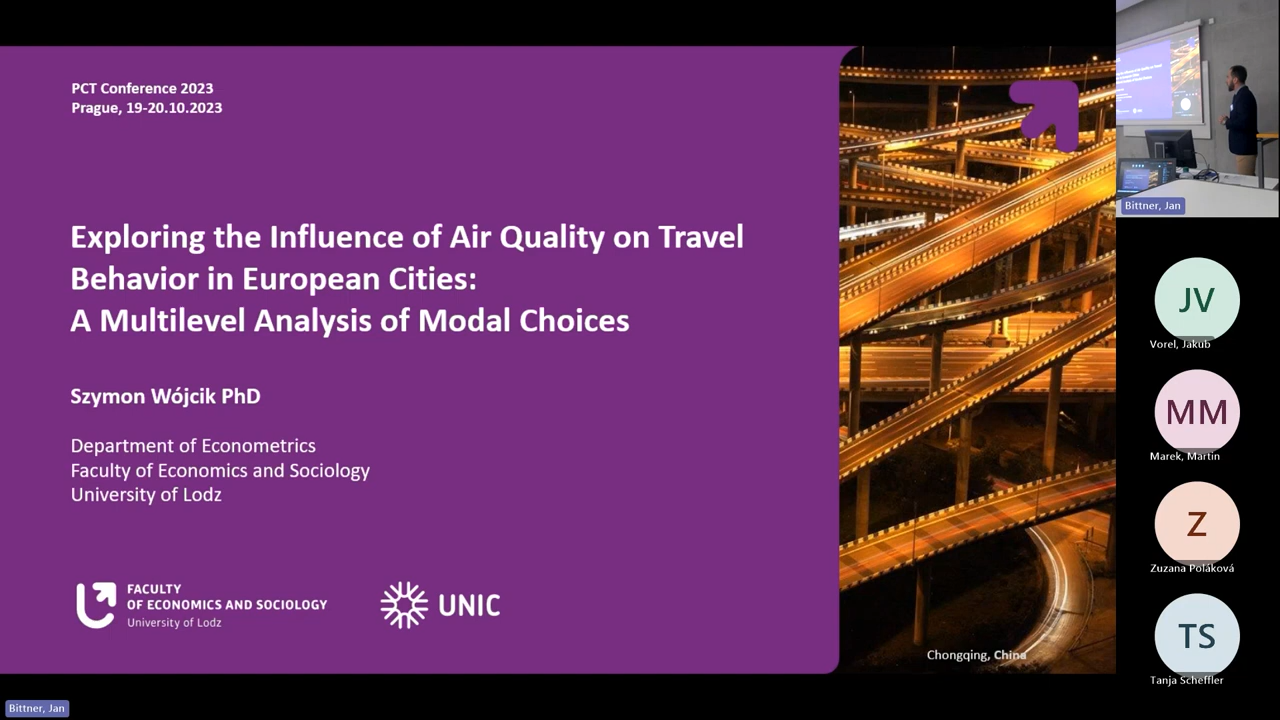 PCT Conference 2023
Prague, 19-20.10.2023
Exploring the Influence of Air Quality on Travel
Behavior in European Cities:
A Multilevel Analysis of Modal Choices
Szymon Wójcik PhD
Department of Econometrics
Faculty of Economics and Sociology
University of Lodz
FACULTY
OF ECONOMICS AND SOCIOLOGY
University of Lodz
UNIC
Chongqing, China
Bittner, Jan
JV
Vorel, Jakub
MM
Marek, Martin
Z
Zuzana Poláková
TS
Tanja Scheffler
Bittner, Jan